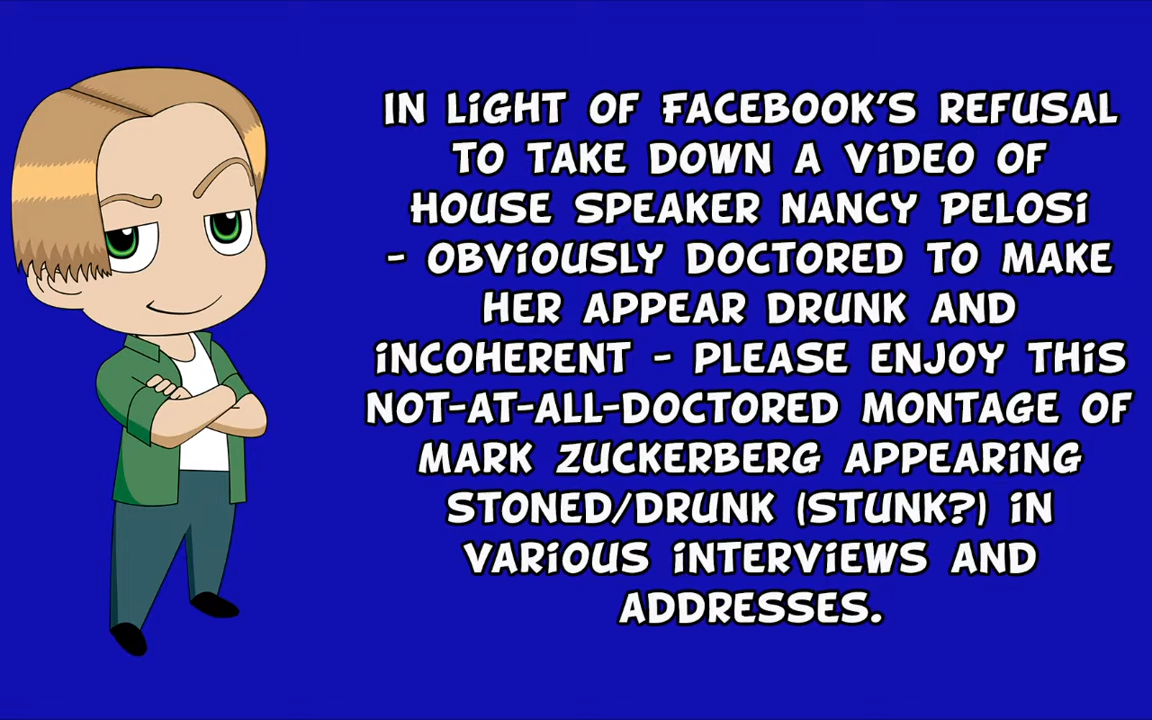 IN LIGHT OF FACEBOOK'S REFUSAL
TO TAKE DOWN A VIDEO OF
HOUSE SPEAKER NANCY PELOSI
- OBVIOUSLY DOCTORED TO MAKE
HER APPEAR DRUNK AND
INCOHERENT - PLEASE ENJOY THIS
NOT-AT-ALL-DOCTORED MONTAGE OF
MARK ZUCKERBERG APPEARING
STONED/DRUNK (STUNK?) IN
VARIOUS INTERVIEWS AND
ADDRESSES.